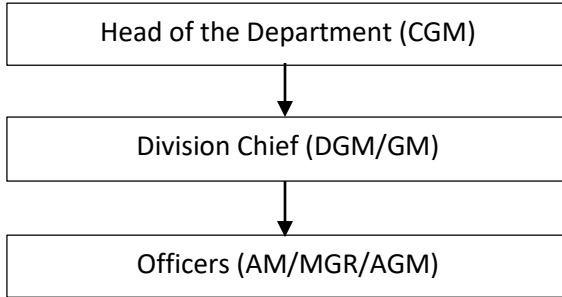 Head of the Department (CGM)
Division Chief (DGM/GM)
Officers (AM/MGR/AGM)